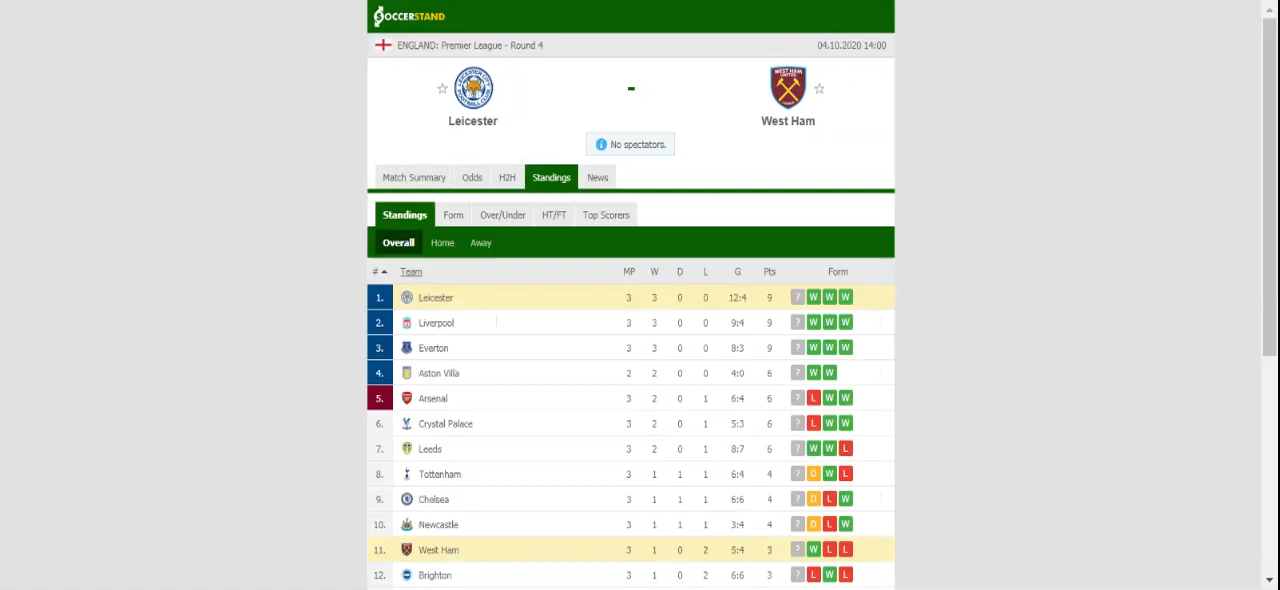 SOCCERSTAND
ENGLAND: Premier League - Round 4 04.10.2020 14:00
Leicester - West Ham
No spectators.
Match Summary Odds H2H Standings News
Standings Form Over/Under HT/FT Top Scorers
Overall Home Away
# Team MP W D L G Pts Form
1. Leicester 3 3 0 0 12:4 9 ? W W W
2. Liverpool 3 3 0 0 9:4 9 ? W W W
3. Everton 3 3 0 0 8:3 9 ? W W W
4. Aston Villa 2 2 0 0 4:0 6 ? W W
5. Arsenal 3 2 0 1 6:4 6 ? L W W
6. Crystal Palace 3 2 0 1 5:3 6 ? L W W
7. Leeds 3 2 0 1 8:7 6 ? W W L
8. Tottenham 3 1 1 1 6:4 4 ? D W L
9. Chelsea 3 1 1 1 6:6 4 ? D L W
10. Newcastle 3 1 1 1 3:4 4 ? D L W
11. West Ham 3 1 0 2 5:4 3 ? W L L
12. Brighton 3 1 0 2 6:6 3 ? L W L